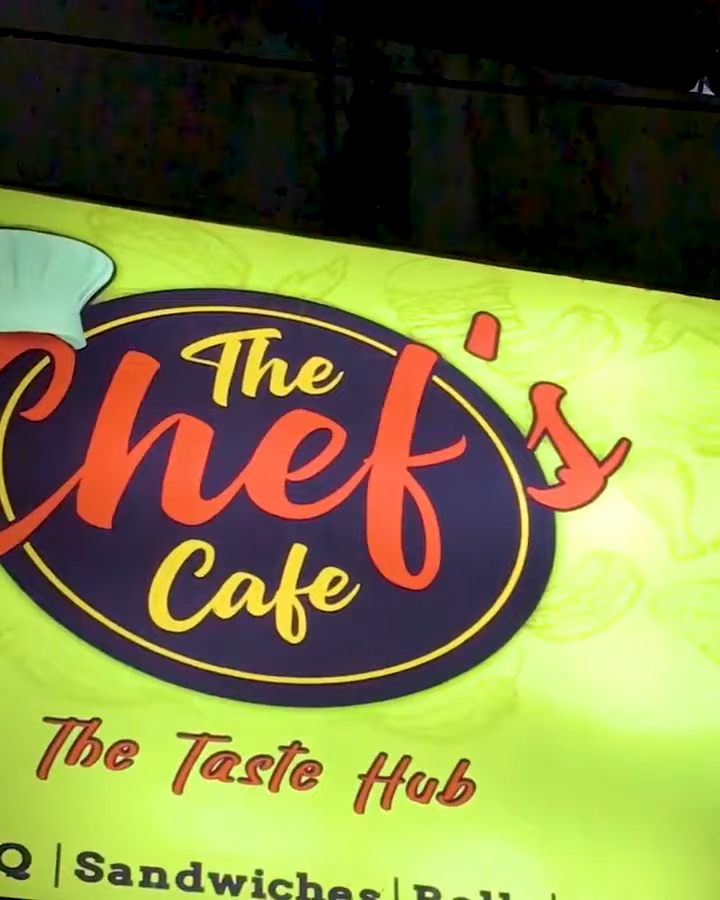 The
Chef's
Cafe
The Taste Hub
Q | Sandwiches |